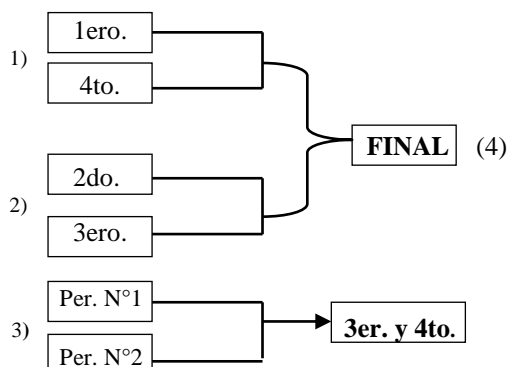 1)
1ero.
4to.
FINAL (4)
2)
2do.
3ero.
3)
Per. N°1
Per. N°2
3er. y 4to.